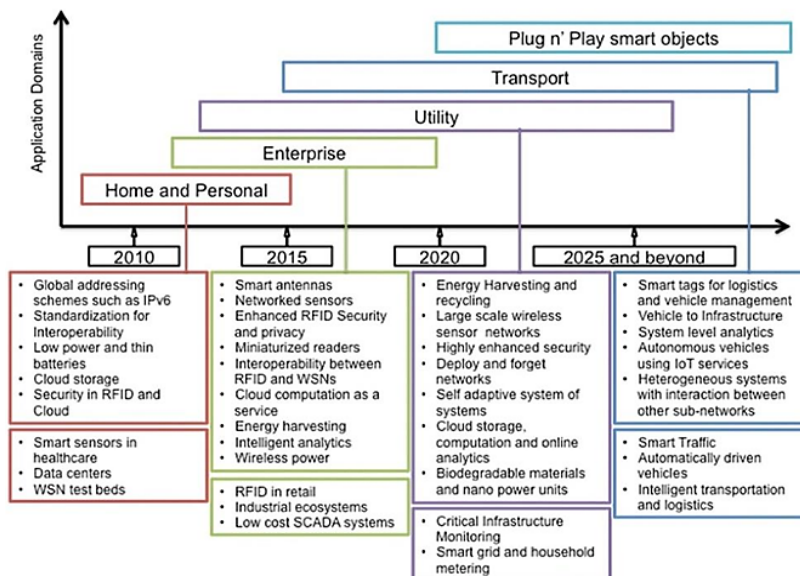 Application Domains
Plug n' Play smart objects
Transport
Utility
Enterprise
Home and Personal
2010
2015
2020
2025 and beyond
• Global addressing
schemes such as IPv6
• Standardization for
Interoperability
• Low power and thin
batteries
• Cloud storage
• Security in RFID and
Cloud
• Smart sensors in
healthcare
• Data centers
• WSN test beds
• Smart antennas
• Networked sensors
• Enhanced RFID Security
and privacy
• Miniaturized readers
• Interoperability between
RFID and WSNs
• Cloud computation as a
service
• Energy harvesting
• Intelligent analytics
• Wireless power
• RFID in retail
• Industrial ecosystems
• Low cost SCADA systems
• Energy Harvesting and
recycling
• Large scale wireless
sensor networks
• Highly enhanced security
• Deploy and forget
networks
• Self adaptive system of
systems
• Cloud storage,
computation and online
analytics
• Biodegradable materials
and nano power units
• Critical Infrastructure
Monitoring
• Smart grid and household
metering
• Smart tags for logistics
and vehicle management
• Vehicle to Infrastructure
• System level analytics
• Autonomous vehicles
using IoT services
• Heterogeneous systems
with interaction between
other sub-networks
• Smart Traffic
• Automatically driven
vehicles
• Intelligent transportation
and logistics